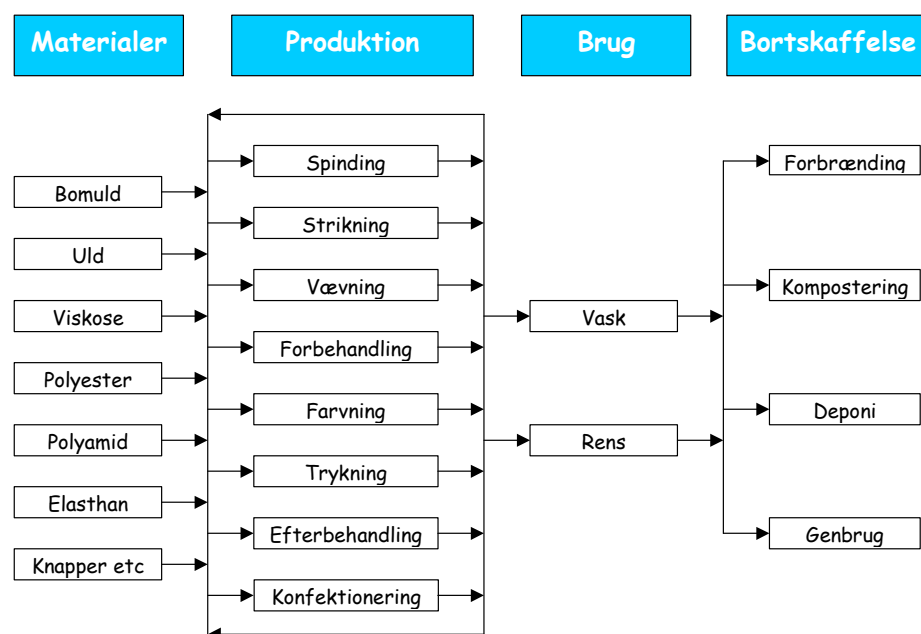 Materialer
Produktion
Brug
Bortskaffelse
Bomuld
Uld
Viskose
Polyester
Polyamid
Elasthan
Knapper etc
Spinding
Strikning
Vævning
Forbehandling
Farvning
Trykning
Efterbehandling
Konfektionering
Vask
Rens
Forbrænding
Kompostering
Deponi
Genbrug